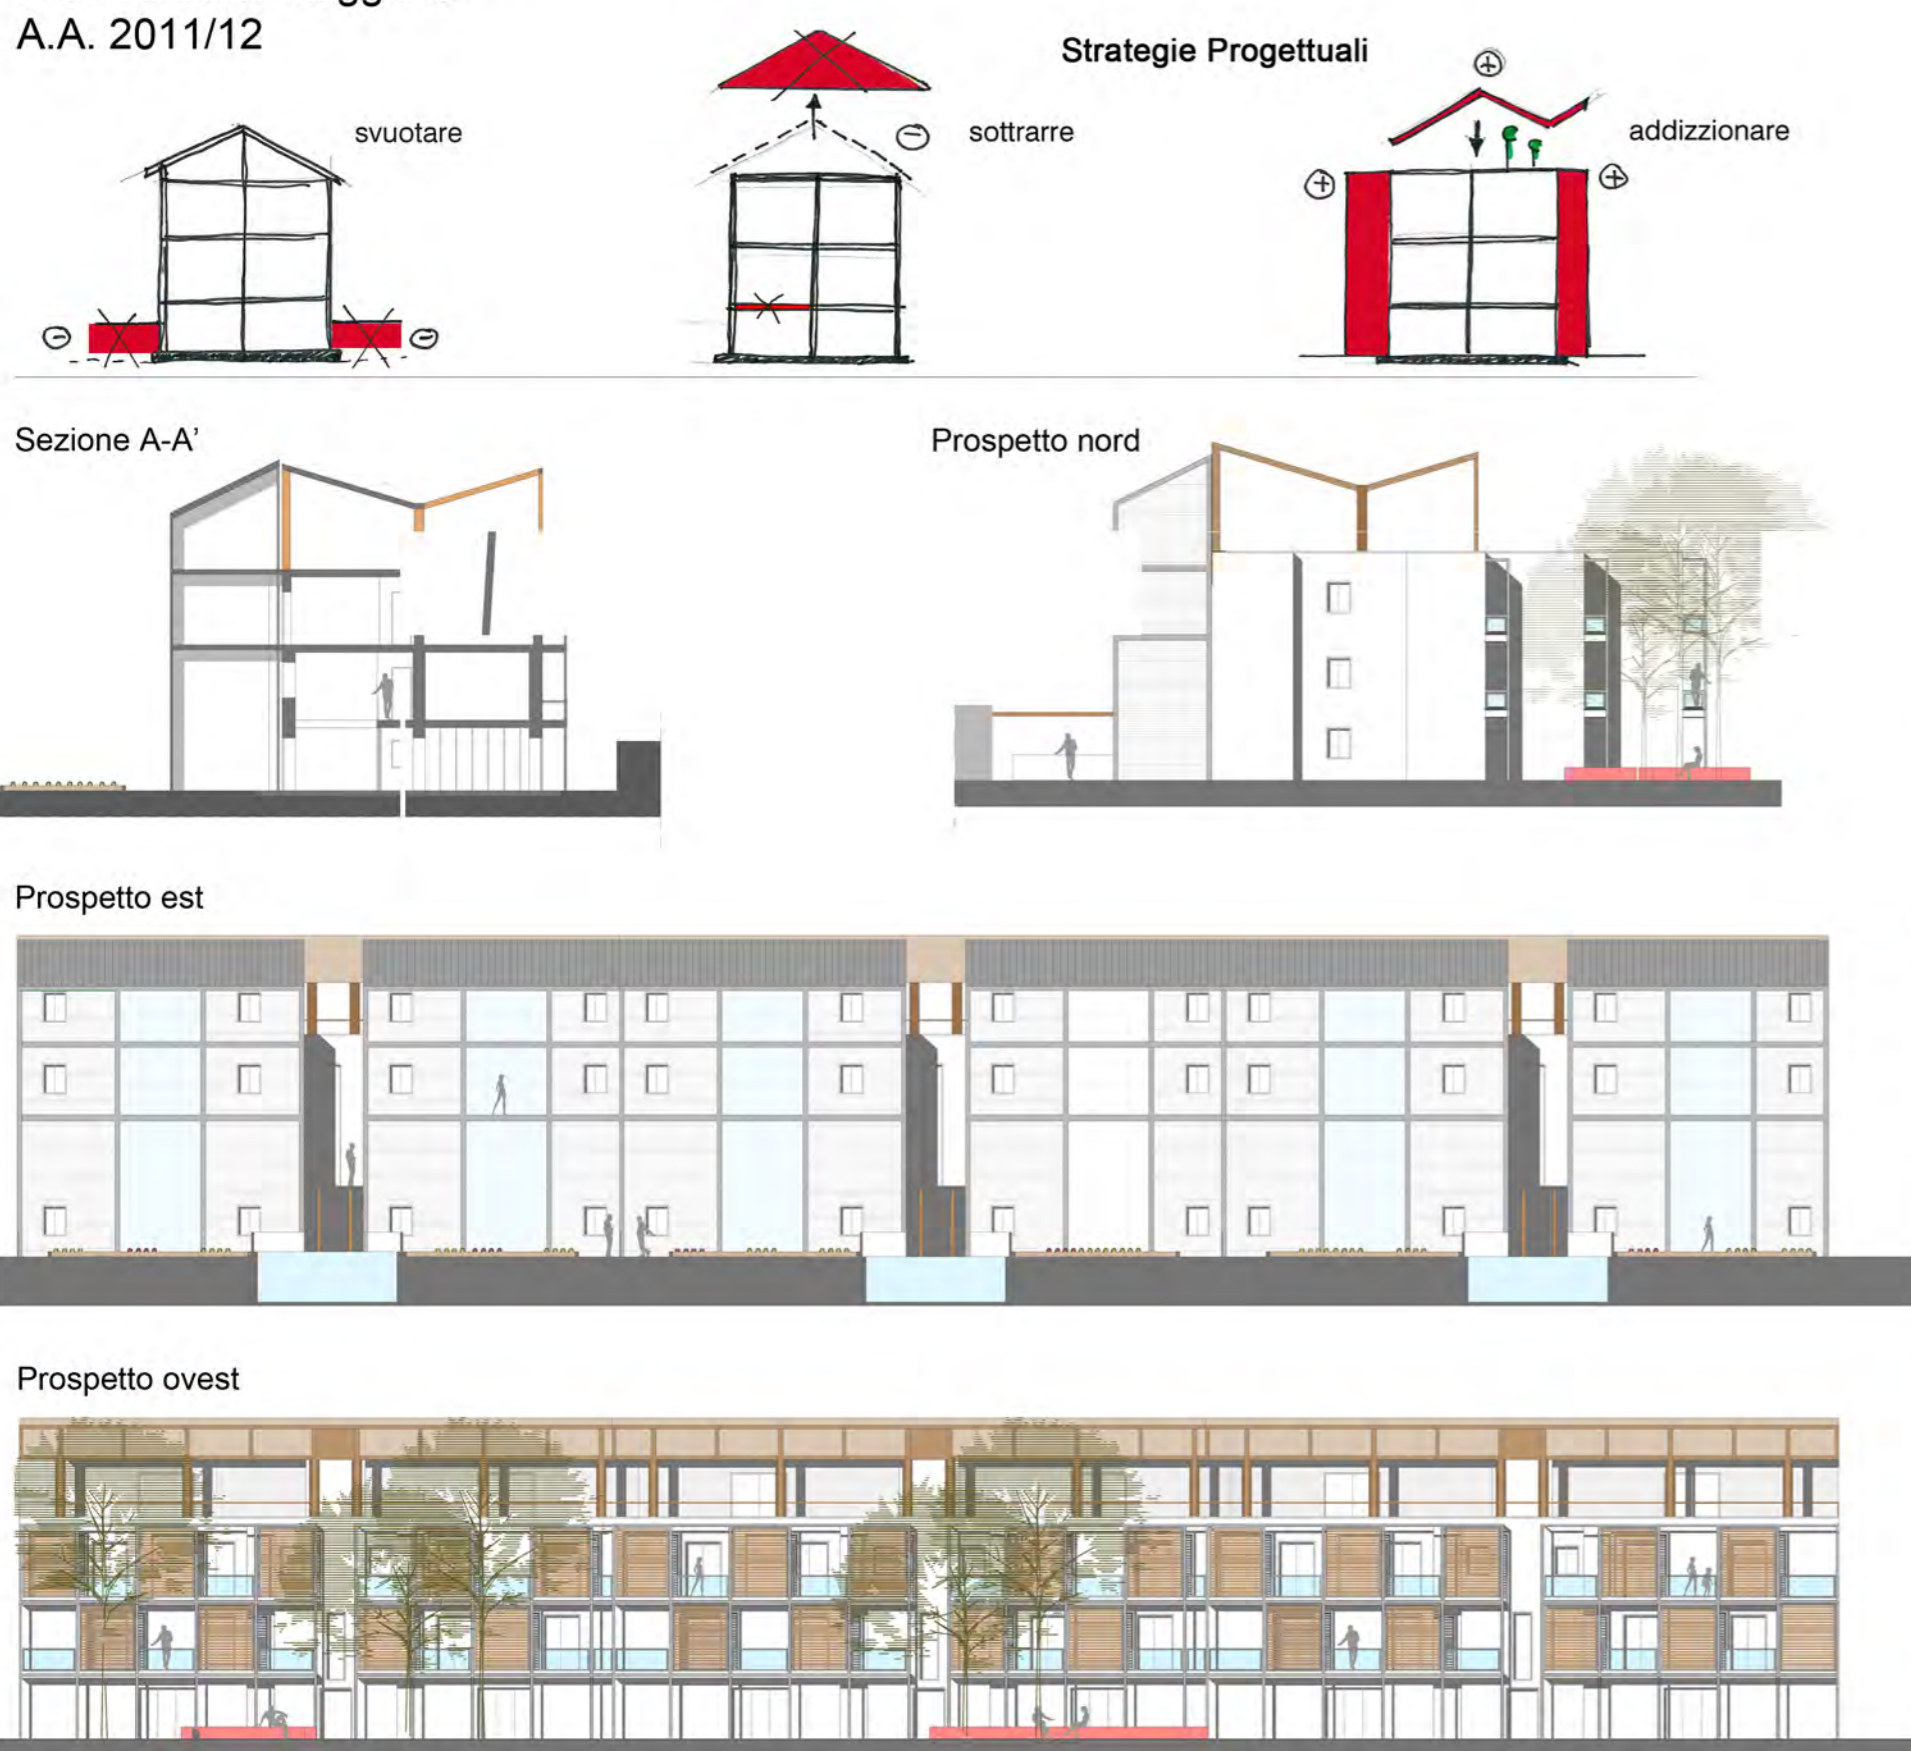 A.A. 2011/12
Strategie Progettuali
svuotare
sottrarre
addizzionare
Sezione A-A’
Prospetto nord
Prospetto est
Prospetto ovest